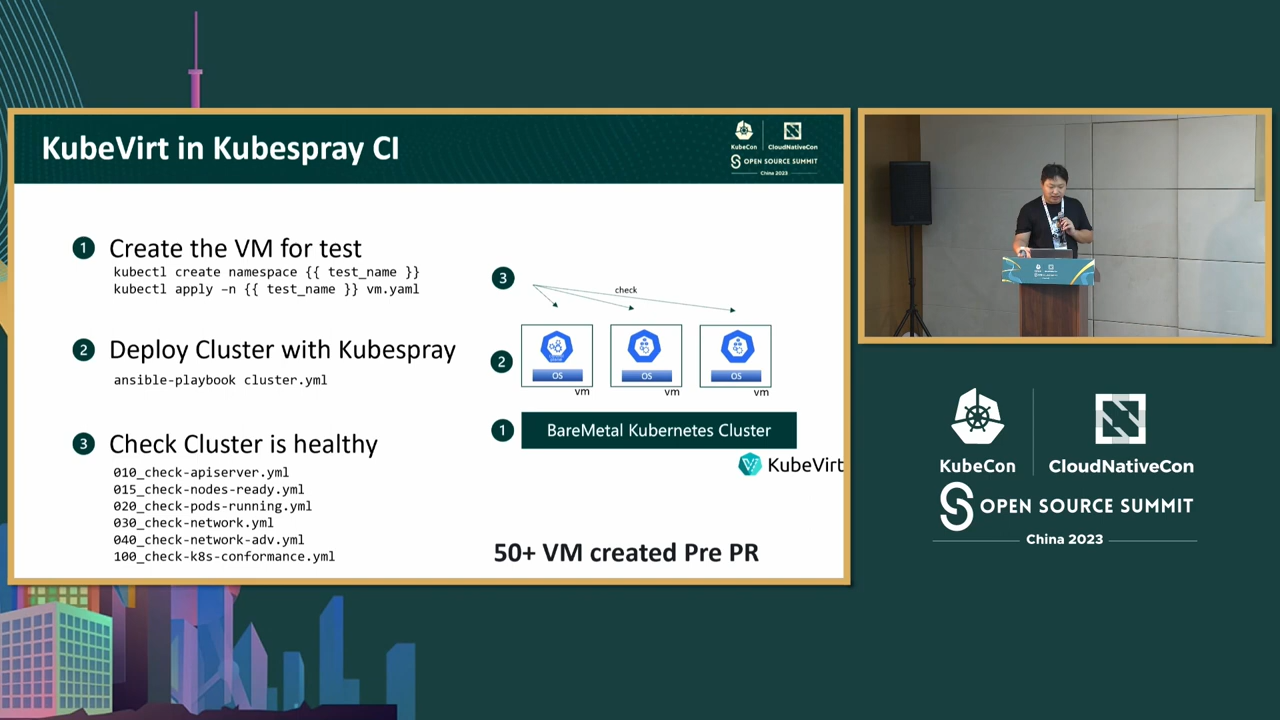 KubeVirt in Kubespray CI
KubeCon
CloudNativeCon
OPEN SOURCE SUMMIT
China 2023
1 Create the VM for test
kubectl create namespace {{ test_name }}
kubectl apply –n {{ test_name }} vm.yaml
2 Deploy Cluster with Kubespray
ansible-playbook cluster.yml
3 Check Cluster is healthy
010_check-apiserver.yml
015_check-nodes-ready.yml
020_check-pods-running.yml
030_check-network.yml
040_check-network-adv.yml
100_check-k8s-conformance.yml
3
check
2
OS
OS
OS
vm
vm
vm
1 BareMetal Kubernetes Cluster
KubeVirt
50+ VM created Pre PR
KubeCon
CloudNativeCon
OPEN SOURCE SUMMIT
China 2023